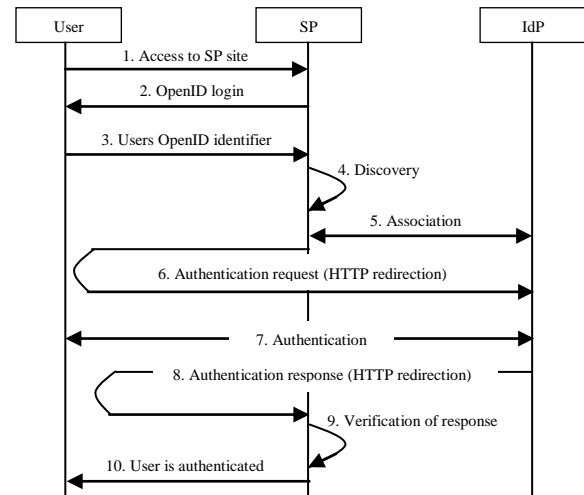 User SP IdP
1. Access to SP site
2. OpenID login
3. Users OpenID identifier
4. Discovery
5. Association
6. Authentication request (HTTP redirection)
7. Authentication
8. Authentication response (HTTP redirection)
9. Verification of response
10. User is authenticated